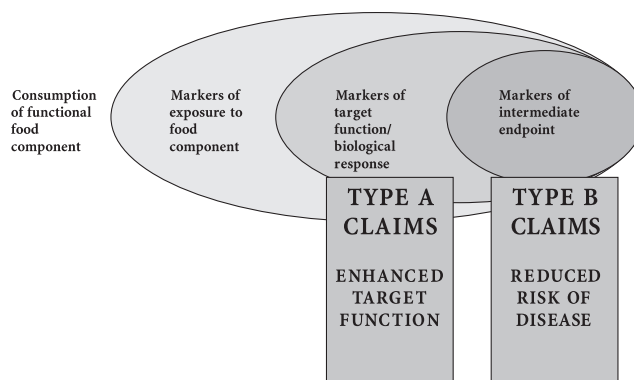 Consumption
of functional
food
component
Markers of
exposure to
food
component
Markers of
target
function/
biological
response
Markers of
intermediate
endpoint
TYPE A
CLAIMS
ENHANCED
TARGET
FUNCTION
TYPE B
CLAIMS
REDUCED
RISK OF
DISEASE